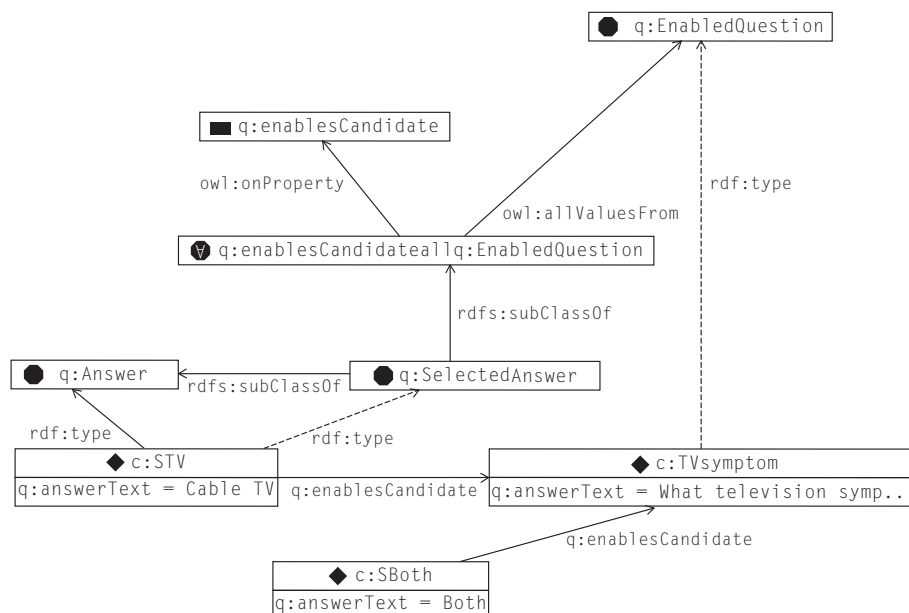 q:EnabledQuestion
q:enablesCandidate
owl:onProperty
rdf:type
owl:allValuesFrom
∀ q:enablesCandidateallq:EnabledQuestion
rdfs:subClassOf
q:Answer
rdfs:subClassOf
q:SelectedAnswer
rdf:type
rdf:type
c:STV
q:answerText = Cable TV
q:enablesCandidate
c:TVsymptom
q:answerText = What television symp..
q:enablesCandidate
c:SBoth
q:answerText = Both